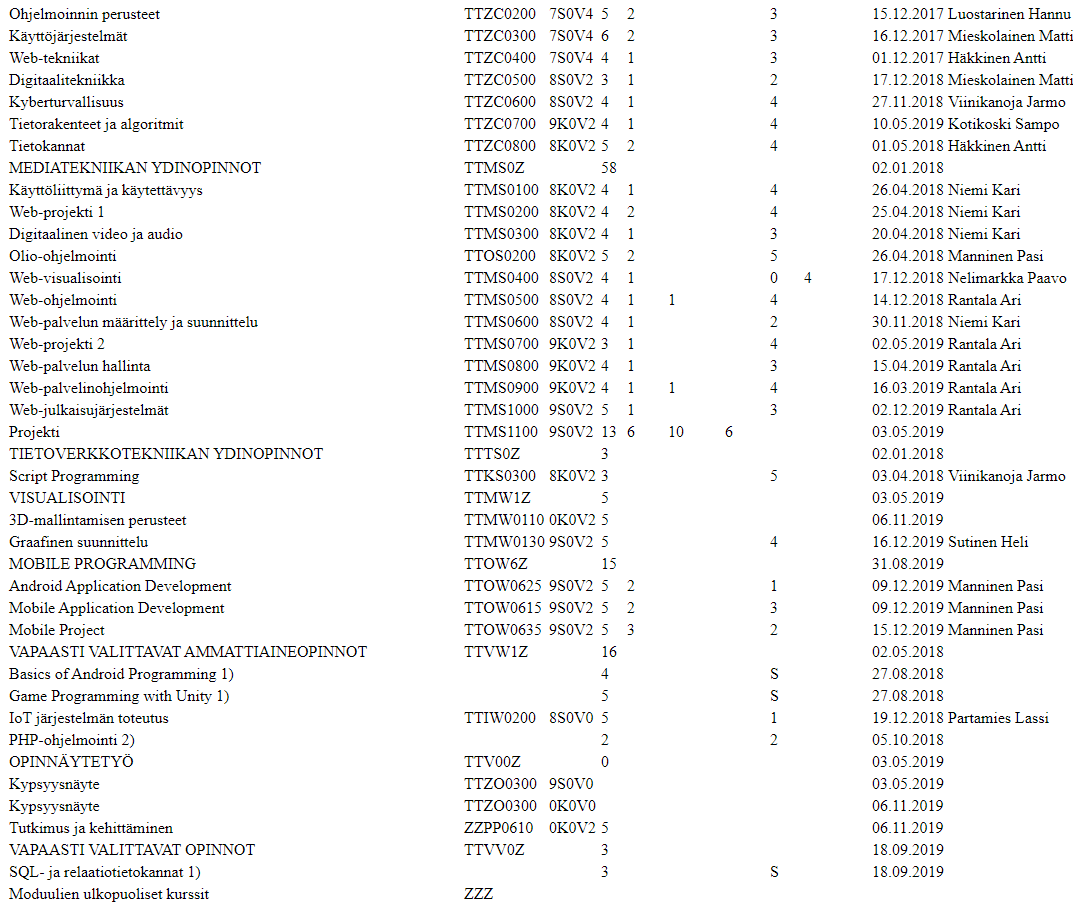 Ohjelmoinnin perusteet TTZC0200 7S0V4 5 2 3 15.12.2017 Luostarinen Hannu
Käyttöjärjestelmät TTZC0300 7S0V4 6 2 3 16.12.2017 Mieskolainen Matti
Web-tekniikat TTZC0400 7S0V4 4 1 3 01.12.2017 Häkkinen Antti
Digitaalitekniikka TTZC0500 8S0V2 3 1 2 17.12.2018 Mieskolainen Matti
Kyberturvallisuus TTZC0600 8S0V2 4 1 4 27.11.2018 Viinikanoja Jarmo
Tietorakenteet ja algoritmit TTZC0700 9K0V2 4 1 4 10.05.2019 Kotikoski Sampo
Tietokannat TTZC0800 8K0V2 5 2 4 01.05.2018 Häkkinen Antti
MEDIATEKNIIKAN YDINOPINNOT TTMS0Z 58 02.01.2018
Käyttöliittymä ja käytettävyys TTMS0100 8K0V2 4 1 4 26.04.2018 Niemi Kari
Web-projekti 1 TTMS0200 8K0V2 4 2 4 25.04.2018 Niemi Kari
Digitaalinen video ja audio TTMS0300 8K0V2 4 1 3 20.04.2018 Niemi Kari
Olio-ohjelmointi TTOS0200 8K0V2 5 2 5 26.04.2018 Manninen Pasi
Web-visualisointi TTMS0400 8S0V2 4 1 0 4 17.12.2018 Nelimarkka Paavo
Web-ohjelmointi TTMS0500 8S0V2 4 1 1 4 14.12.2018 Rantala Ari
Web-palvelun määrittely ja suunnittelu TTMS0600 8S0V2 4 1 2 30.11.2018 Niemi Kari
Web-projekti 2 TTMS0700 9K0V2 3 1 4 02.05.2019 Rantala Ari
Web-palvelun hallinta TTMS0800 9K0V2 4 1 3 15.04.2019 Rantala Ari
Web-palvelinohjelmointi TTMS0900 9K0V2 4 1 1 4 16.03.2019 Rantala Ari
Web-julkaisujärjestelmät TTMS1000 9S0V2 5 1 3 02.12.2019 Rantala Ari
Projekti TTMS1100 9S0V2 13 6 10 6 03.05.2019
TIETOVERKKOTEKNIIKAN YDINOPINNOT TTTS0Z 3 02.01.2018
Script Programming TTKS0300 8K0V2 3 5 03.04.2018 Viinikanoja Jarmo
VISUALISOINTI TTMW1Z 5 03.05.2019
3D-mallintamisen perusteet TTMW0110 0K0V2 5 06.11.2019
Graafinen suunnittelu TTMW0130 9S0V2 5 4 16.12.2019 Sutinen Heli
MOBILE PROGRAMMING TTOW6Z 15 31.08.2019
Android Application Development TTOW0625 9S0V2 5 2 1 09.12.2019 Manninen Pasi
Mobile Application Development TTOW0615 9S0V2 5 2 3 09.12.2019 Manninen Pasi
Mobile Project TTOW0635 9S0V2 5 3 2 15.12.2019 Manninen Pasi
VAPAASTI VALITTAVAT AMMATTIAINEOPINNOT TTVW1Z 16 02.05.2018
Basics of Android Programming 1) 4 S 27.08.2018
Game Programming with Unity 1) 5 S 27.08.2018
IoT järjestelmän toteutus TTIW0200 8S0V0 5 1 19.12.2018 Partamies Lassi
PHP-ohjelmointi 2) 2 2 05.10.2018
OPINNÄYTETYÖ TTV00Z 0 03.05.2019
Kypsyysnäyte TTZO0300 9S0V0 03.05.2019
Kypsyysnäyte TTZO0300 0K0V0 06.11.2019
Tutkimus ja kehittäminen ZZPP0610 0K0V2 5 06.11.2019
VAPAASTI VALITTAVAT OPINNOT TTVV0Z 3 18.09.2019
SQL- ja relaatiotietokannat 1) 3 S 18.09.2019
Moduulien ulkopuoliset kurssit ZZZ